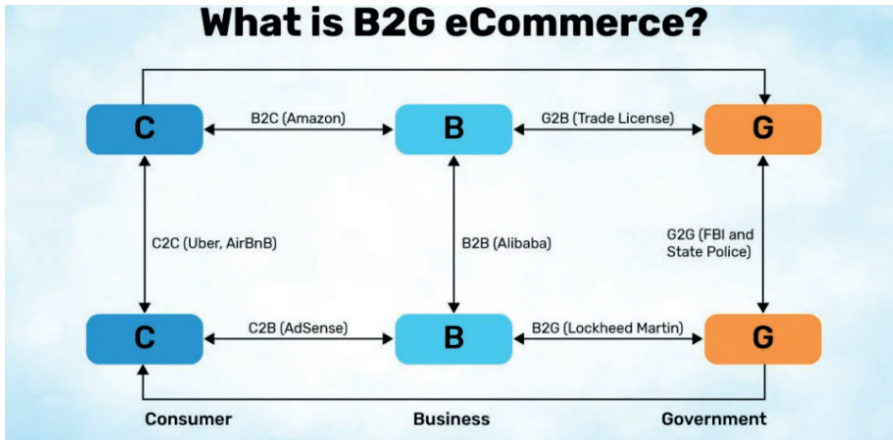 What is B2G eCommerce?
C
B2C (Amazon)
B
G2B (Trade License)
G
C2C (Uber, AirBnB)
B2B (Alibaba)
G2G (FBI and
State Police)
C
C2B (AdSense)
B
B2G (Lockheed Martin)
G
Consumer
Business
Government